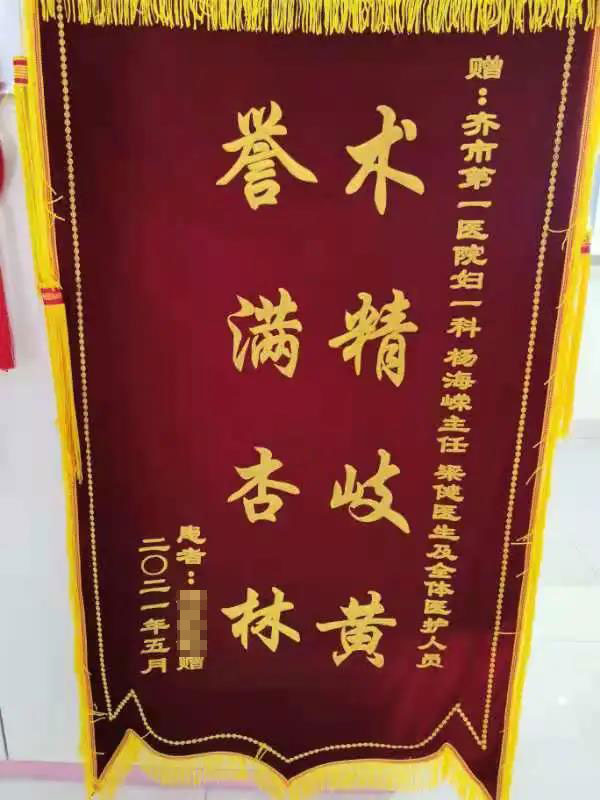 赠：齐市第一医院妇一科 杨海嵘主任 梁健医生及全体医护人员
术精岐黄
誉满杏林
患者：赠
二〇二一年五月